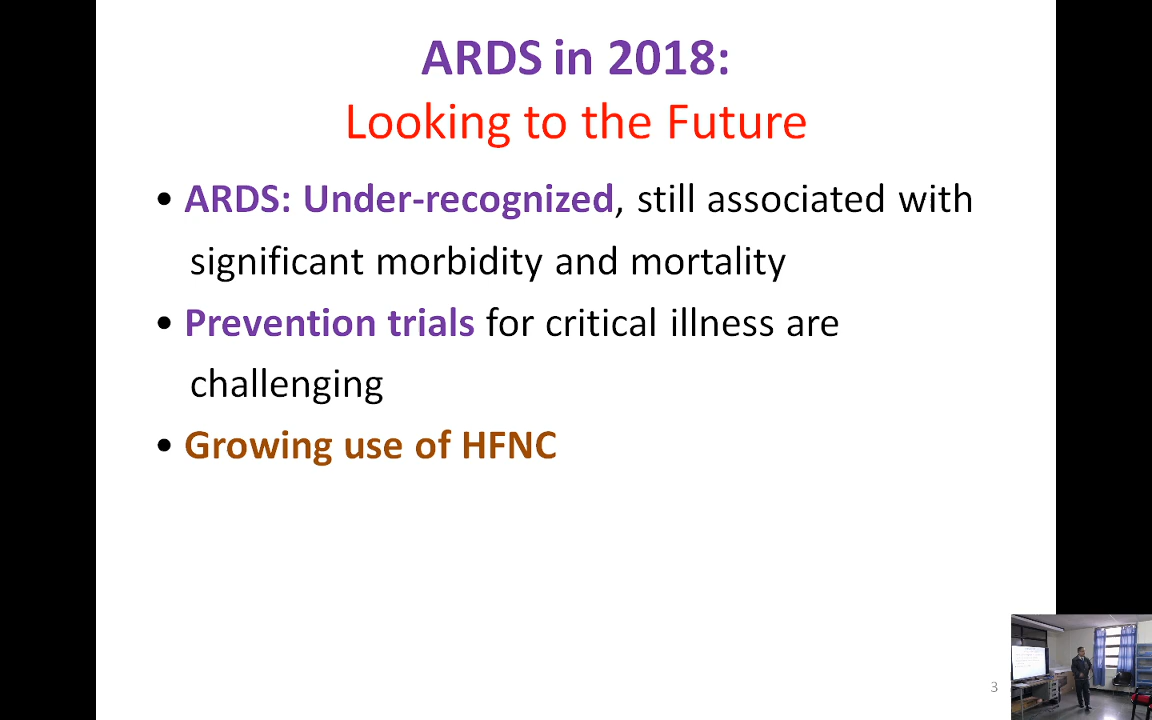 ARDS in 2018:
Looking to the Future
• ARDS: Under-recognized, still associated with
significant morbidity and mortality
• Prevention trials for critical illness are
challenging
• Growing use of HFNC
3